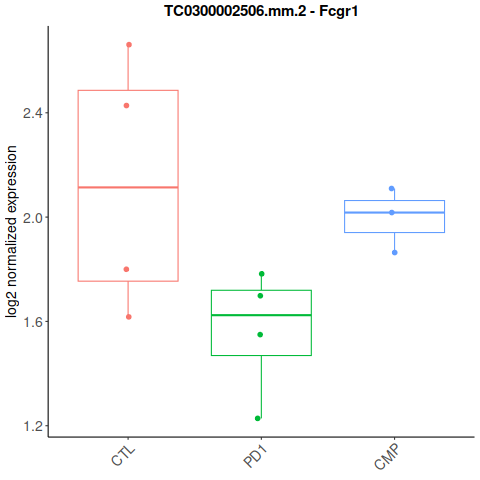 TC0300002506.mm.2 - Fcgr1
log2 normalized expression
2.4
2.0
1.6
1.2
CTL
PD1
CMP